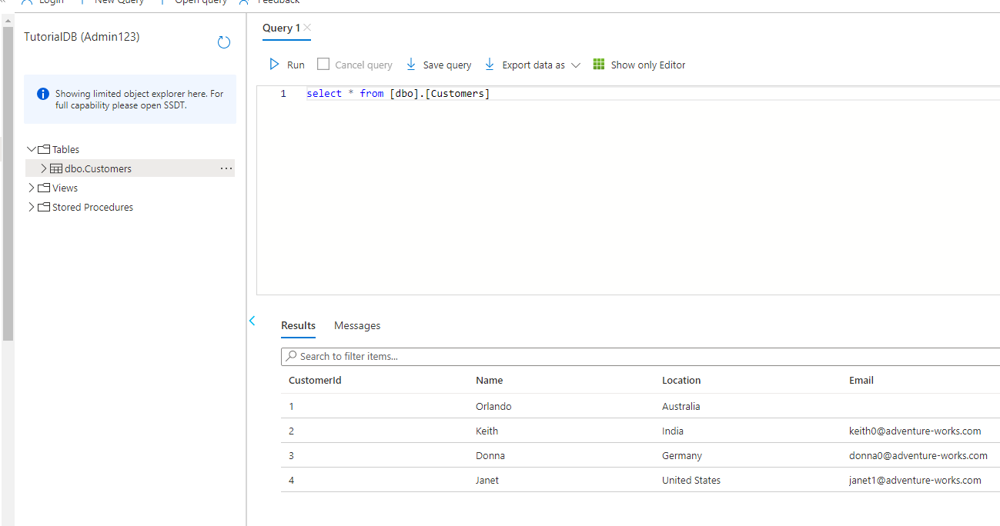 Login New Query Open query Feedback
TutorialDB (Admin123)
Showing limited object explorer here. For
full capability please open SSDT.
Tables
dbo.Customers
Views
Stored Procedures
Query 1
Run Cancel query Save query Export data as Show only Editor
1 select * from [dbo].[Customers]
Results Messages
Search to filter items...
CustomerId Name Location Email
1 Orlando Australia
2 Keith India keith0@adventure-works.com
3 Donna Germany donna0@adventure-works.com
4 Janet United States janet1@adventure-works.com